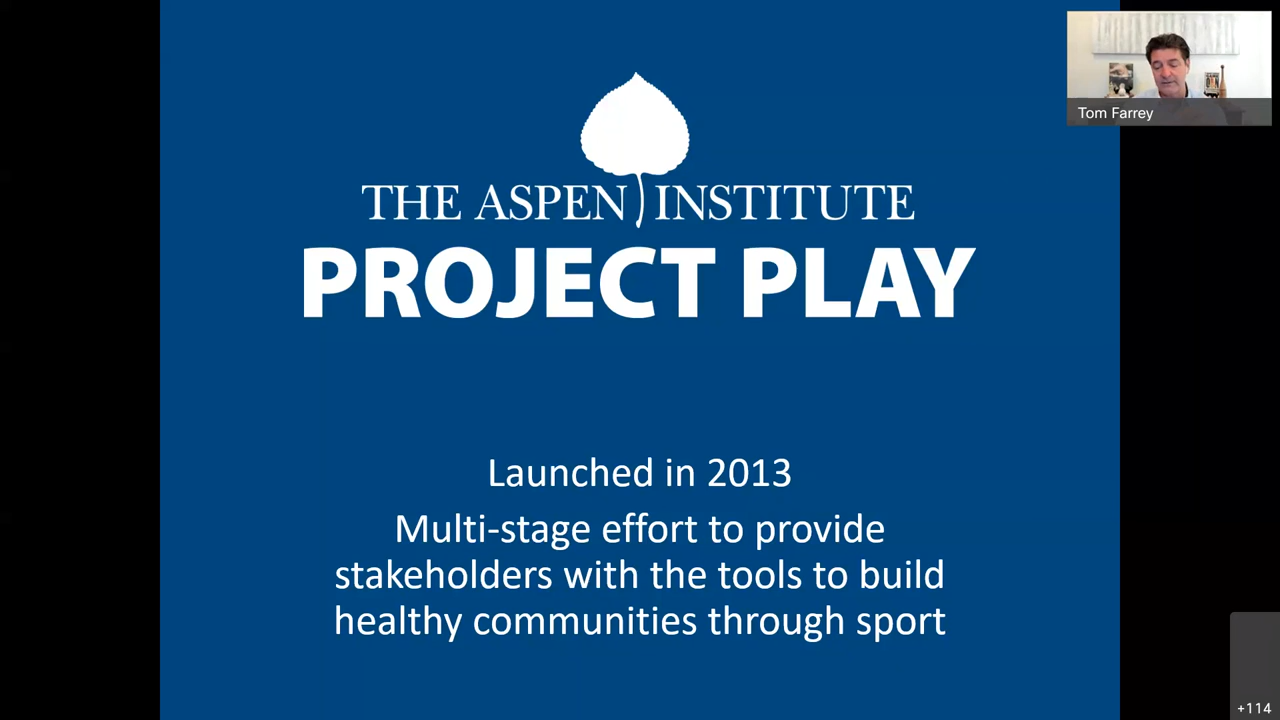 Tom Farrey
THE ASPEN INSTITUTE
PROJECT PLAY
Launched in 2013
Multi-stage effort to provide
stakeholders with the tools to build
healthy communities through sport
+114